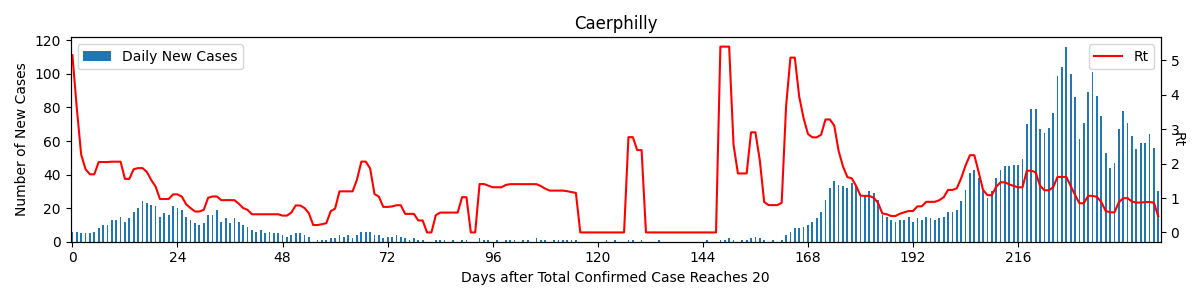 Caerphilly
Number of New Cases
120
100
80
60
40
20
0
Daily New Cases
Rt
5
4
3
2
1
0
Rt
0 24 48 72 96 120 144 168 192 216
Days after Total Confirmed Case Reaches 20